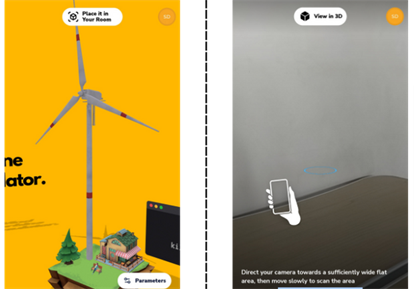 Place it in
Your Room
ne
lator.
ki
Parameters
View in 3D
Direct your camera towards a sufficiently wide flat
area, then move slowly to scan the area